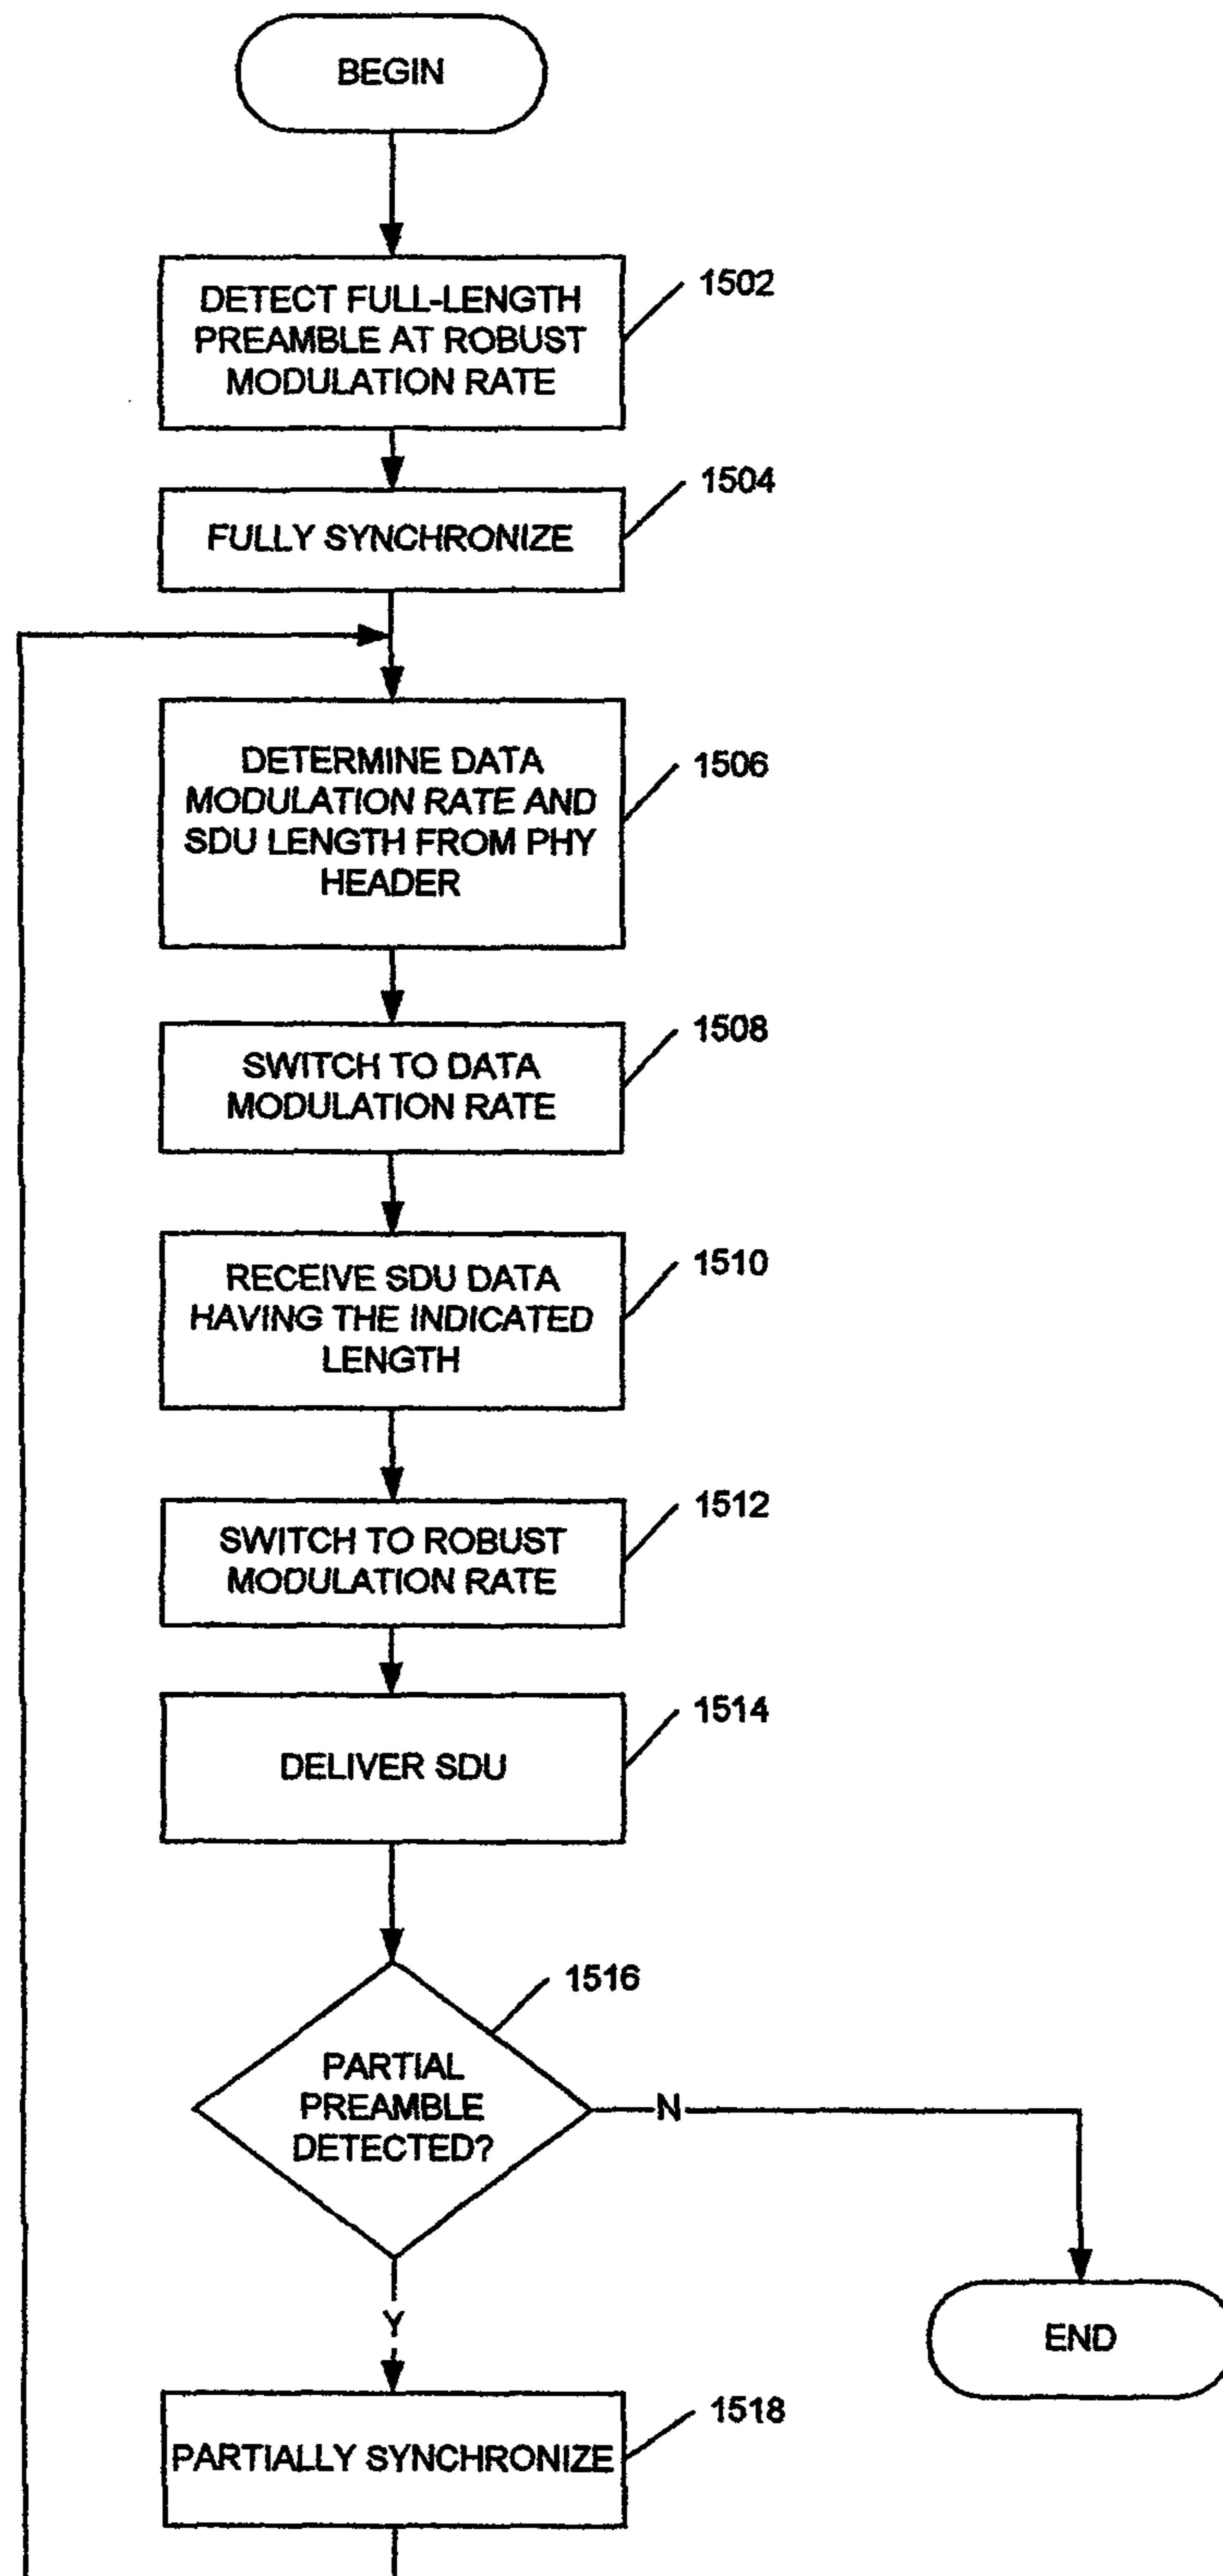 BEGIN
DETECT FULL-LENGTH
PREAMBLE AT ROBUST
MODULATION RATE
1502
FULLY SYNCHRONIZE
1504
DETERMINE DATA
MODULATION RATE AND
SDU LENGTH FROM PHY
HEADER
1506
SWITCH TO DATA
MODULATION RATE
1508
RECEIVE SDU DATA
HAVING THE INDICATED
LENGTH
1510
SWITCH TO ROBUST
MODULATION RATE
1512
DELIVER SDU
1514
PARTIAL
PREAMBLE
DETECTED?
1516
N
Y
END
PARTIALLY SYNCHRONIZE
1518